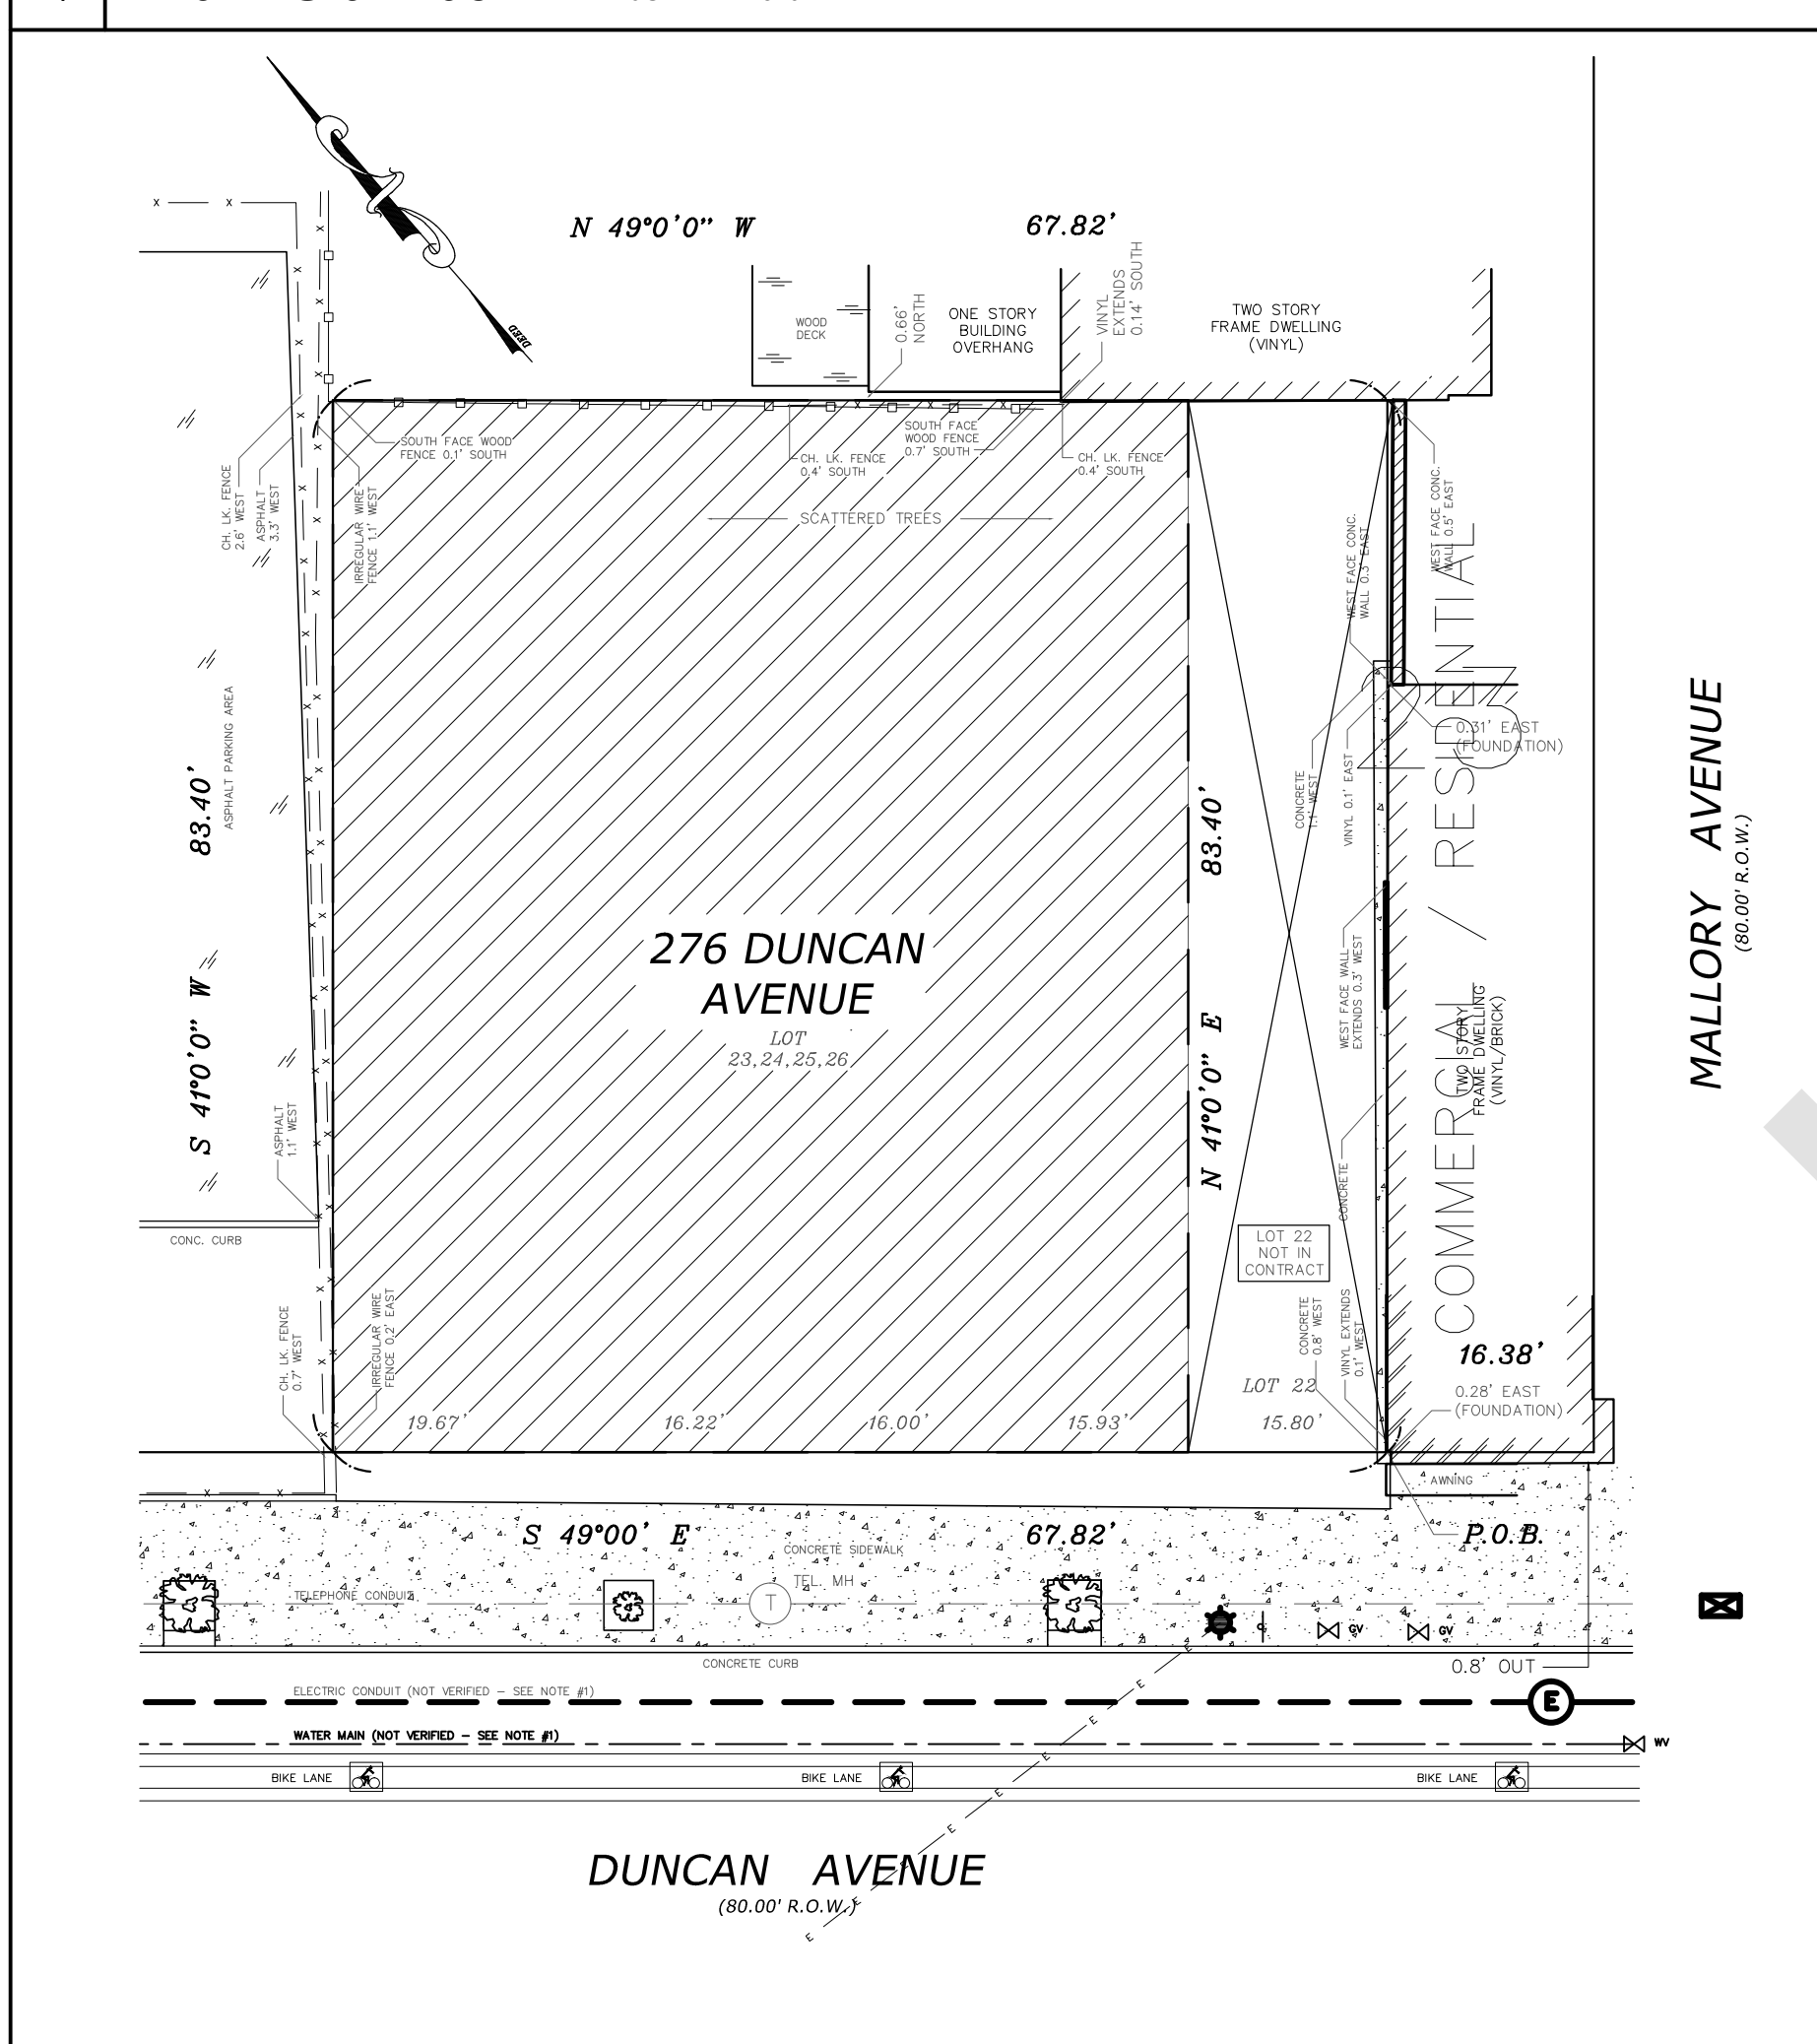 DEED
N 49°0'0" W
67.82'
WOOD
DECK
0.66'
NORTH
ONE STORY
BUILDING
OVERHANG
VINYL
EXTENDS
0.14' SOUTH
TWO STORY
FRAME DWELLING
(VINYL)
SOUTH FACE WOOD
FENCE 0.1' SOUTH
CH. LK. FENCE
0.4' SOUTH
SOUTH FACE
WOOD FENCE
0.7' SOUTH
CH. LK. FENCE
0.4' SOUTH
CH. LK. FENCE
2.6' WEST
ASPHALT
3.3' WEST
IRREGULAR WIRE
FENCE 1.1' WEST
SCATTERED TREES
WEST FACE CONC.
WALL 0.3' EAST
WEST FACE CONC.
WALL 0.5' EAST
ASPHALT PARKING AREA
83.40'
S 41°0'0" W
23
0.31' EAST
(FOUNDATION)
CONCRETE
1.1' WEST
VINYL 0.1' EAST
83.40'
N 41°0'0" E
276 DUNCAN
AVENUE
LOT
23,24,25,26
WEST FACE WALL
EXTENDS 0.3' WEST
COMMERCIAL / RESIDENTIAL
TWO STORY
FRAME DWELLING
(VINYL/BRICK)
MALLORY AVENUE
(80.00' R.O.W.)
ASPHALT
1.1' WEST
CONCRETE
CONC. CURB
LOT 22
NOT IN
CONTRACT
CH. LK. FENCE
0.7' WEST
IRREGULAR WIRE
FENCE 0.2' EAST
CONCRETE
0.8' WEST
VINYL EXTENDS
0.1' WEST
16.38'
LOT 22
0.28' EAST
(FOUNDATION)
19.67'
16.22'
16.00'
15.93'
15.80'
AWNING
S 49°00' E
67.82'
P.O.B.
CONCRETE SIDEWALK
TEL. MH
TELEPHONE CONDUIT
T
GV
GV
CONCRETE CURB
0.8' OUT
ELECTRIC CONDUIT (NOT VERIFIED – SEE NOTE #1)
E
WATER MAIN (NOT VERIFIED – SEE NOTE #1)
WV
BIKE LANE
BIKE LANE
BIKE LANE
DUNCAN AVENUE
(80.00' R.O.W.)